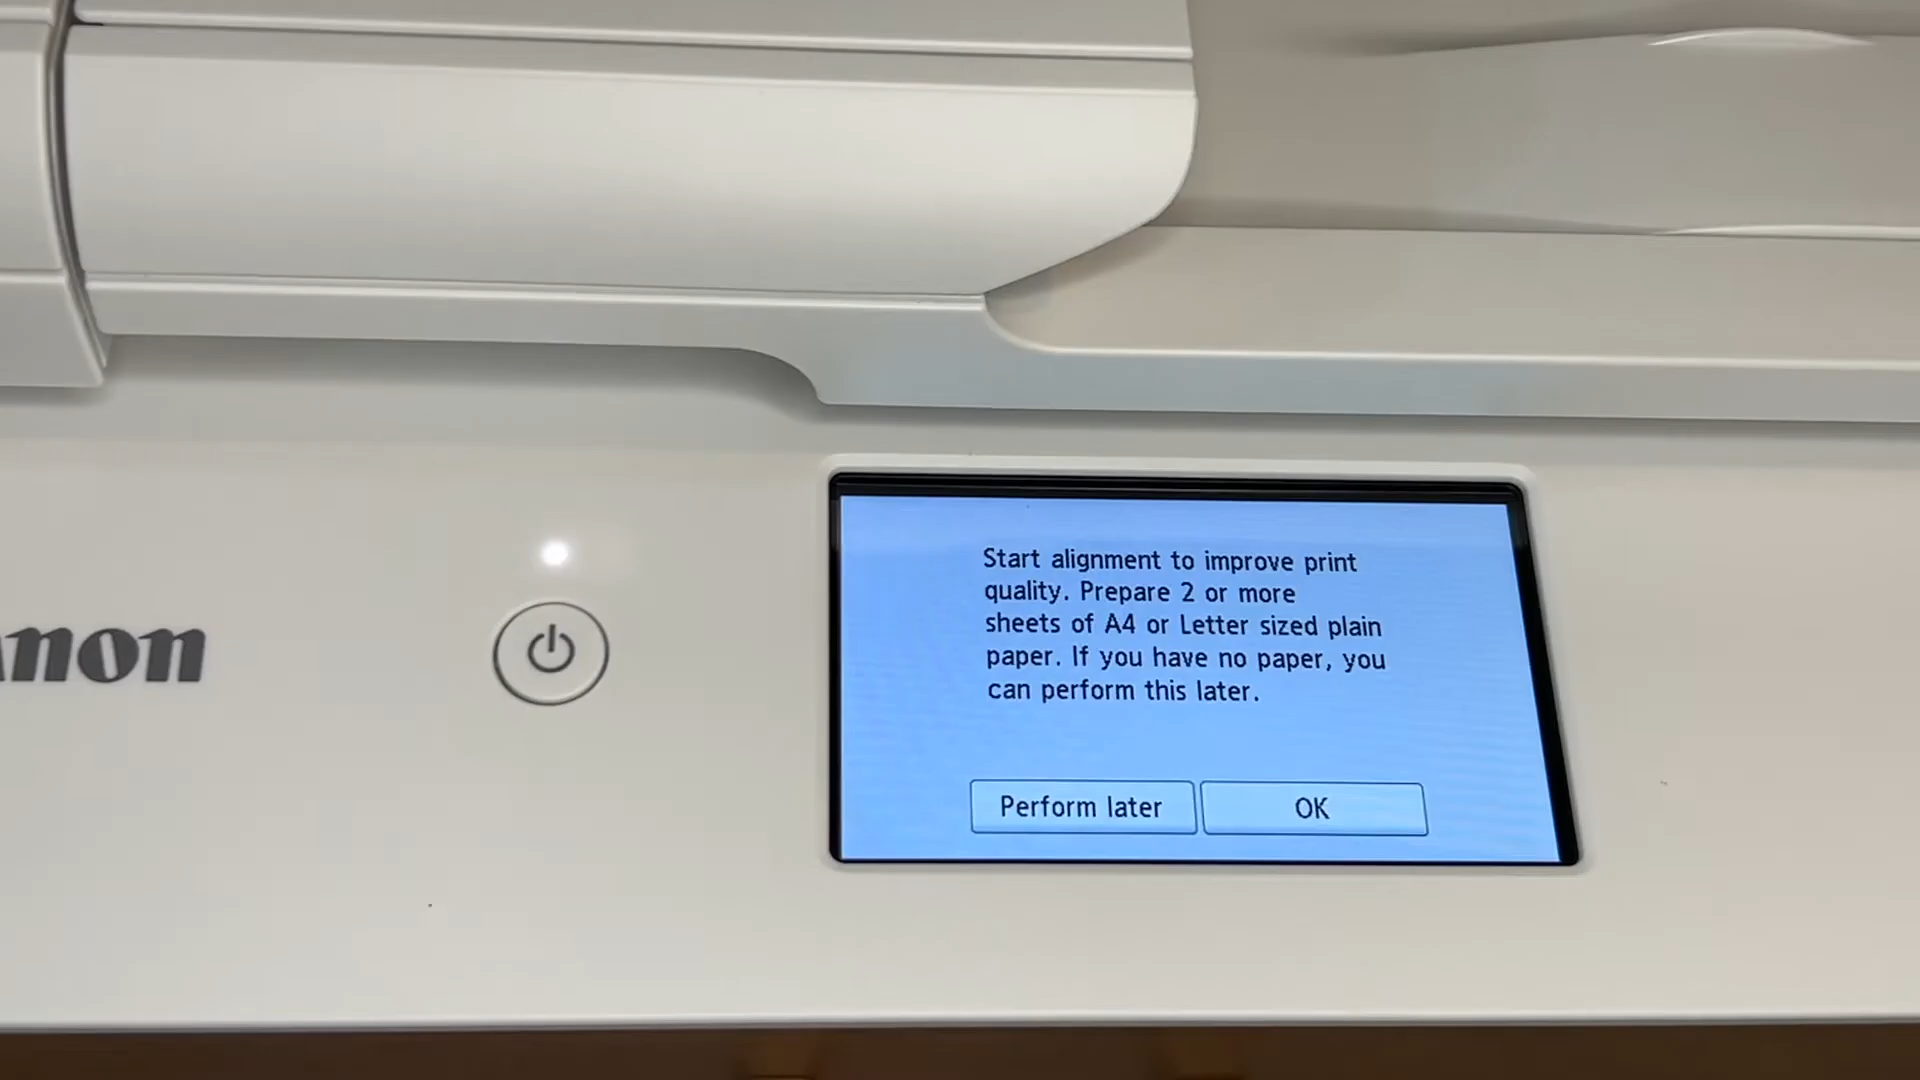 Start alignment to improve print
quality. Prepare 2 or more
sheets of A4 or Letter sized plain
paper. If you have no paper, you
can perform this later.
Perform later
OK
non